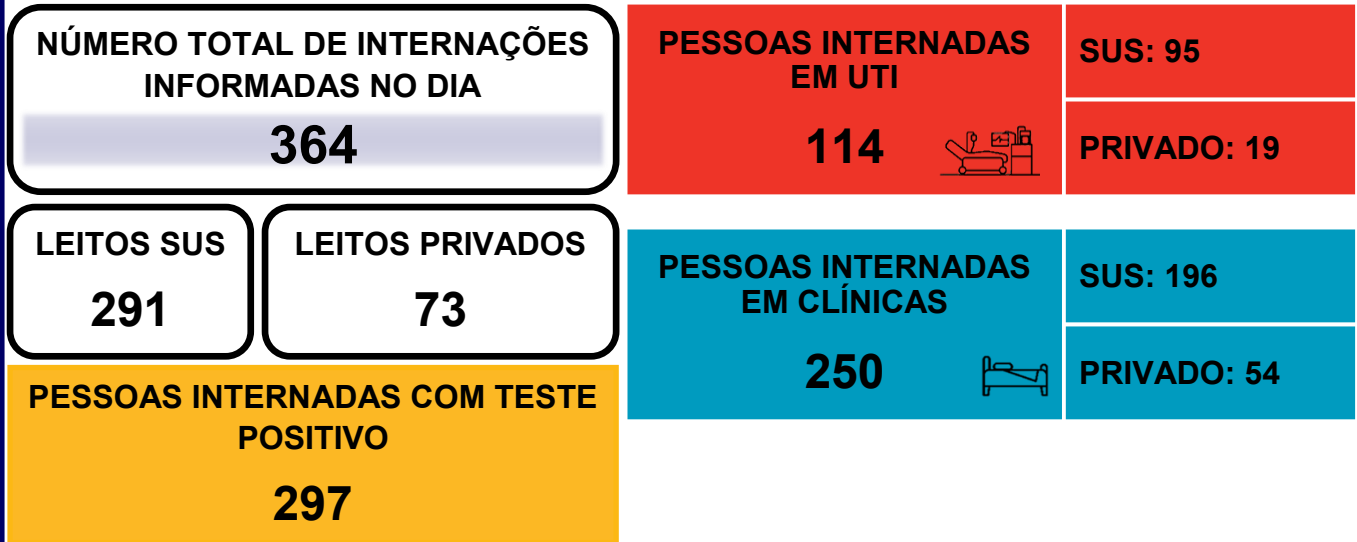 NÚMERO TOTAL DE INTERNAÇÕES
INFORMADAS NO DIA
364
LEITOS SUS
291
LEITOS PRIVADOS
73
PESSOAS INTERNADAS COM TESTE
POSITIVO
297
PESSOAS INTERNADAS
EM UTI
114
SUS: 95
PRIVADO: 19
PESSOAS INTERNADAS
EM CLÍNICAS
250
SUS: 196
PRIVADO: 54